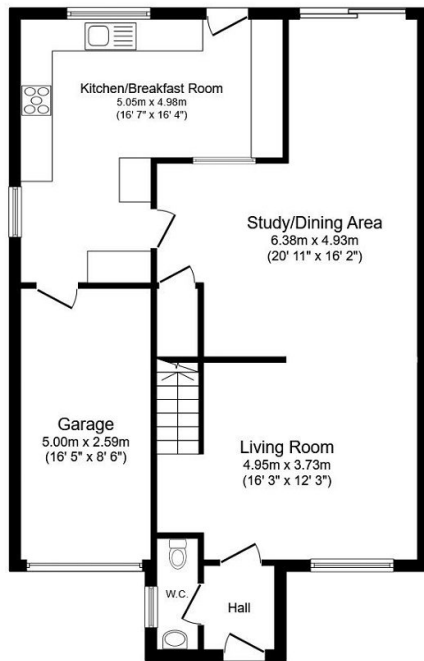 Kitchen/Breakfast Room
5.05m x 4.98m
(16' 7" x 16' 4")
Study/Dining Area
6.38m x 4.93m
(20' 11" x 16' 2")
Garage
5.00m x 2.59m
(16' 5" x 8' 6")
Living Room
4.95m x 3.73m
(16' 3" x 12' 3")
W.C.
Hall